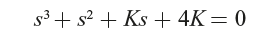 s³ + s² + Ks + 4K = 0